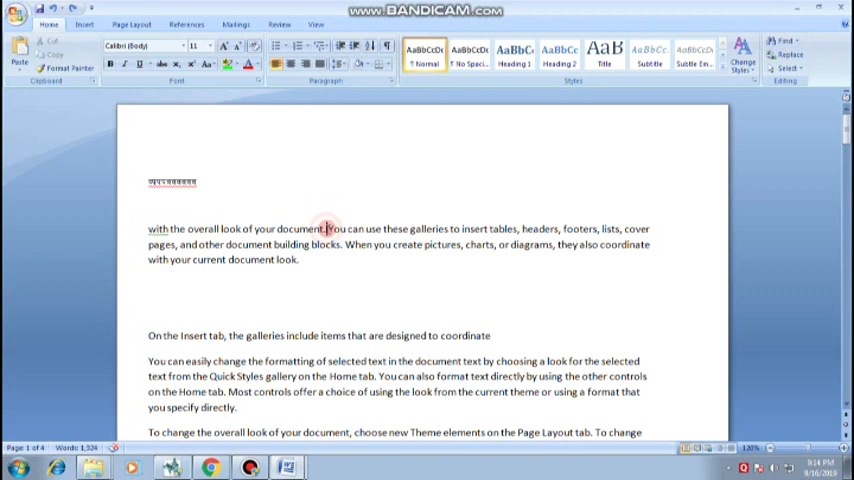 www.BANDICAM.com
Home Insert Page Layout References Mailings Review View
Cut
Copy
Format Painter
Paste
Clipboard
Calibri (Body) 11
Font
Paragraph
AaBbCcDc AaBbCcDc AaBbCc AaBbCc AaB AaBbCc. AaBbCcDc
¶ Normal ¶ No Spaci... Heading 1 Heading 2 Title Subtitle Subtle Em...
Change Styles
Styles
Find
Replace
Select
Editing
with the overall look of your document. You can use these galleries to insert tables, headers, footers, lists, cover
pages, and other document building blocks. When you create pictures, charts, or diagrams, they also coordinate
with your current document look.
On the Insert tab, the galleries include items that are designed to coordinate
You can easily change the formatting of selected text in the document text by choosing a look for the selected
text from the Quick Styles gallery on the Home tab. You can also format text directly by using the other controls
on the Home tab. Most controls offer a choice of using the look from the current theme or using a format that
you specify directly.
To change the overall look of your document, choose new Theme elements on the Page Layout tab. To change
Page: 1 of 4 Words: 1,324 120%
9:14 PM
9/16/2019